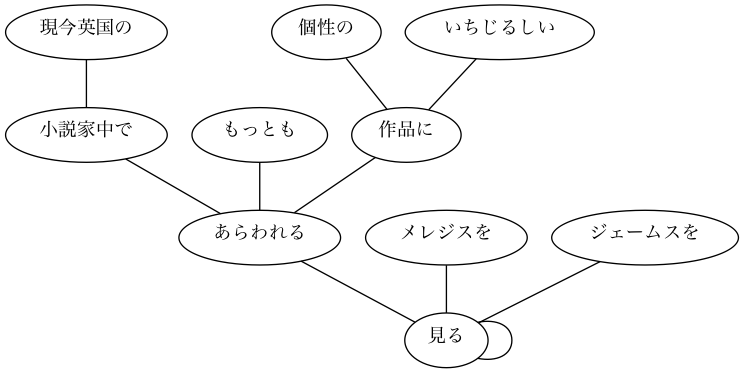 現今英国の
個性の
いちじるしい
小説家中で
もっとも
作品に
あらわれる
メレジスを
ジェームスを
見る